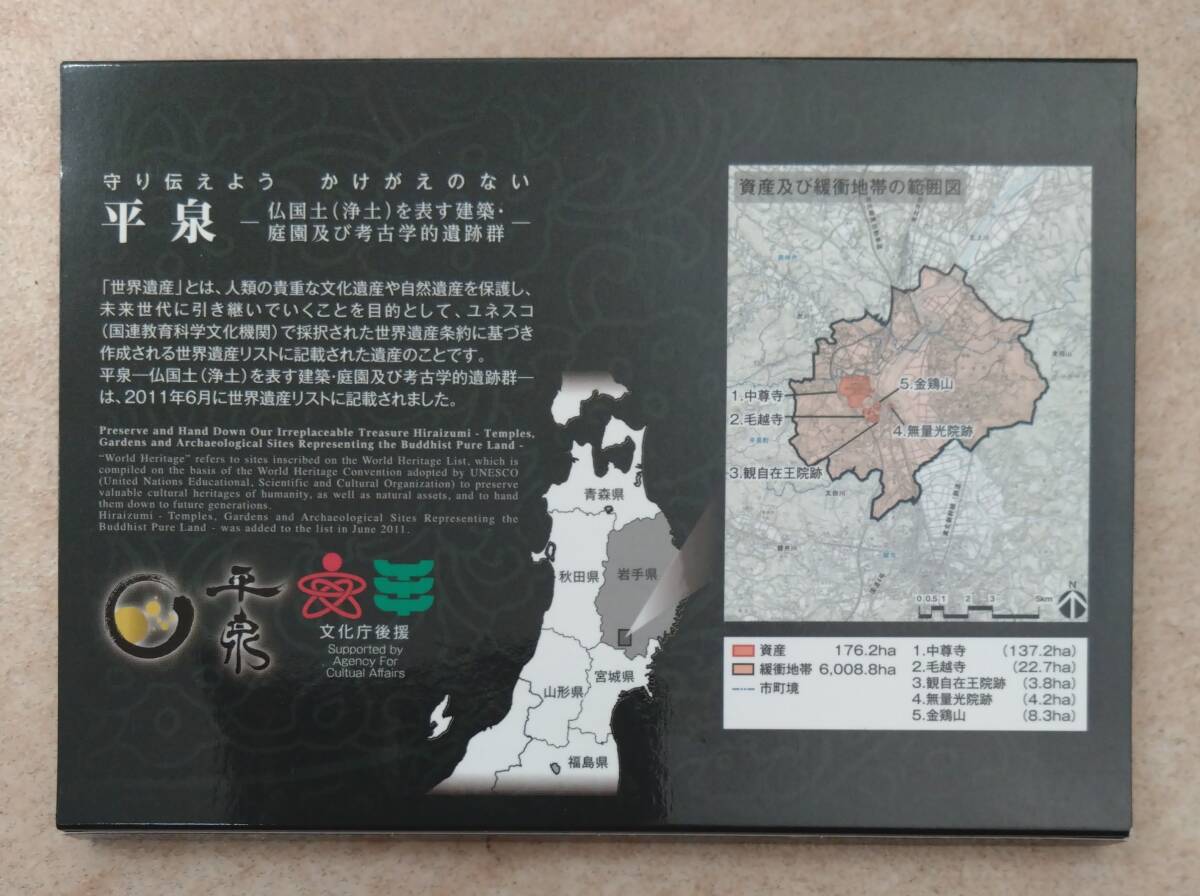 守り伝えよう かけがえのない
平泉 ― 仏国土(浄土)を表す建築・
庭園及び考古学的遺跡群 ―
「世界遺産」とは、人類の貴重な文化遺産や自然遺産を保護し、
未来世代に引き継いでいくことを目的として、ユネスコ
(国連教育科学文化機関)で採択された世界遺産条約に基づき
作成される世界遺産リストに記載された遺産のことです。
平泉―仏国土(浄土)を表す建築・庭園及び考古学的遺跡群―
は、2011年6月に世界遺産リストに記載されました。
Preserve and Hand Down Our Irreplaceable Treasure Hiraizumi - Temples,
Gardens and Archaeological Sites Representing the Buddhist Pure Land -
"World Heritage" refers to sites inscribed on the World Heritage List, which is
compiled on the basis of the World Heritage Convention adopted by UNESCO
(United Nations Educational, Scientific and Cultural Organization) to preserve
valuable cultural heritages of humanity, as well as natural assets, and to hand
them down to future generations.
Hiraizumi - Temples, Gardens and Archaeological Sites Representing the
Buddhist Pure Land - was added to the list in June 2011.
平泉
文化庁後援
Supported by
Agency For
Cultual Affairs
青森県
秋田県
岩手県
宮城県
山形県
福島県
資産及び緩衝地帯の範囲図
1.中尊寺
2.毛越寺
3.観自在王院跡
4.無量光院跡
5.金鶏山
0 0.5 1 2 3 5km
N
資産 176.2ha
緩衝地帯 6,008.8ha
市町境
1.中尊寺 (137.2ha)
2.毛越寺 (22.7ha)
3.観自在王院跡 (3.8ha)
4.無量光院跡 (4.2ha)
5.金鶏山 (8.3ha)